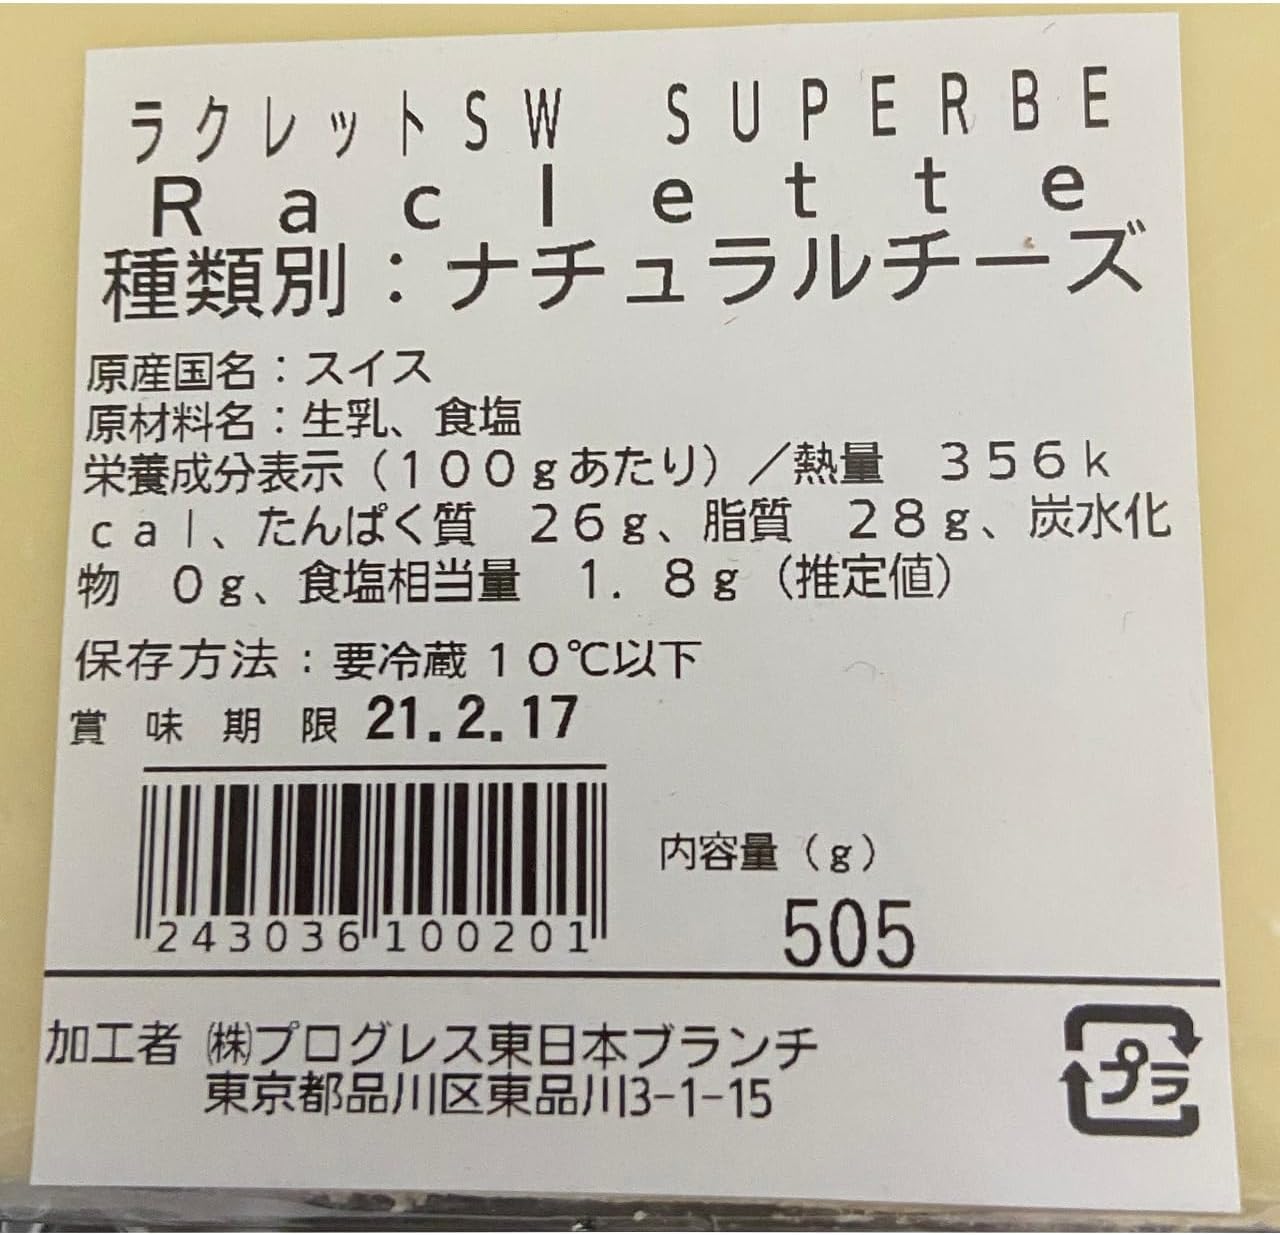 ラクレットSW　SUPERBE
Raclette
種類別：ナチュラルチーズ
原産国名：スイス
原材料名：生乳、食塩
栄養成分表示（100gあたり）／熱量　356k
cal、たんぱく質　26g、脂質　28g、炭水化
物　0g、食塩相当量　1.8g（推定値）
保存方法：要冷蔵10℃以下
賞味期限 21.2.17
243036 100201
内容量（g）
505
加工者 ㈱プログレス東日本ブランチ
東京都品川区東品川3-1-15
プラ